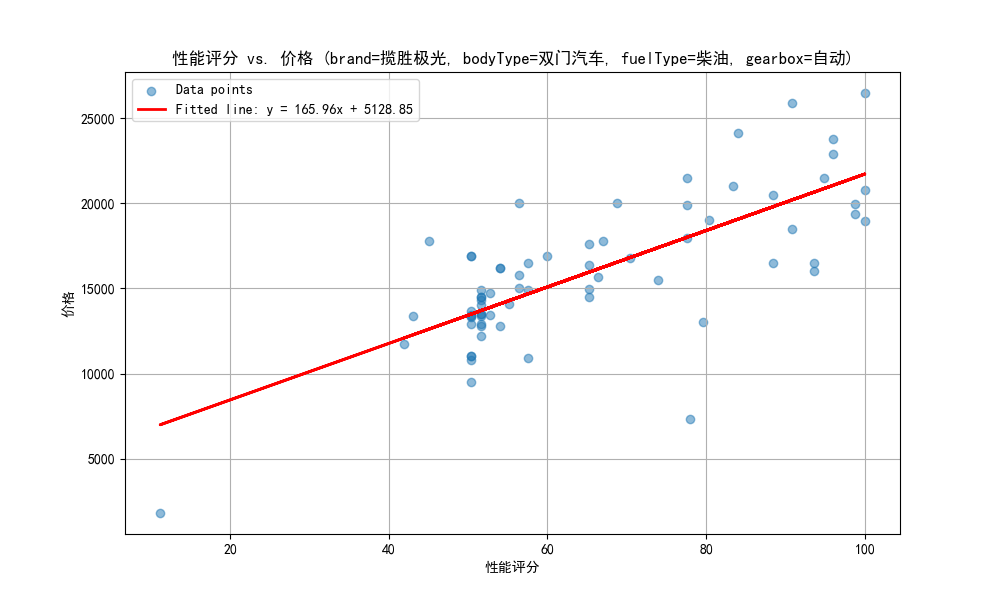 性能评分 vs. 价格 (brand=揽胜极光, bodyType=双门汽车, fuelType=柴油, gearbox=自动)
Data points
Fitted line: y = 165.96x + 5128.85
价格
25000
20000
15000
10000
5000
20 40 60 80 100
性能评分